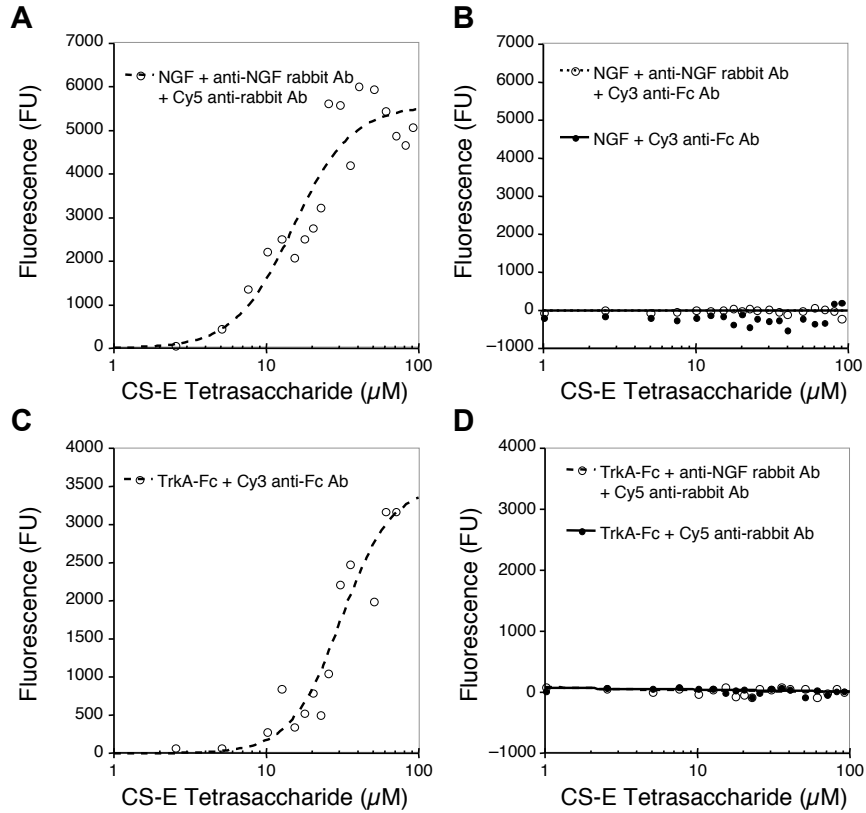 A
7000
6000
5000
4000
3000
2000
1000
0
Fluorescence (FU)
NGF + anti-NGF rabbit Ab
+ Cy5 anti-rabbit Ab
1 10 100
CS-E Tetrasaccharide (µM)
B
7000
6000
5000
4000
3000
2000
1000
0
−1000
Fluorescence (FU)
NGF + anti-NGF rabbit Ab
+ Cy3 anti-Fc Ab
NGF + Cy3 anti-Fc Ab
1 10 100
CS-E Tetrasaccharide (µM)
C
4000
3500
3000
2500
2000
1500
1000
500
0
Fluorescence (FU)
TrkA-Fc + Cy3 anti-Fc Ab
1 10 100
CS-E Tetrasaccharide (µM)
D
4000
3000
2000
1000
0
−1000
Fluorescence (FU)
TrkA-Fc + anti-NGF rabbit Ab
+ Cy5 anti-rabbit Ab
TrkA-Fc + Cy5 anti-rabbit Ab
1 10 100
CS-E Tetrasaccharide (µM)